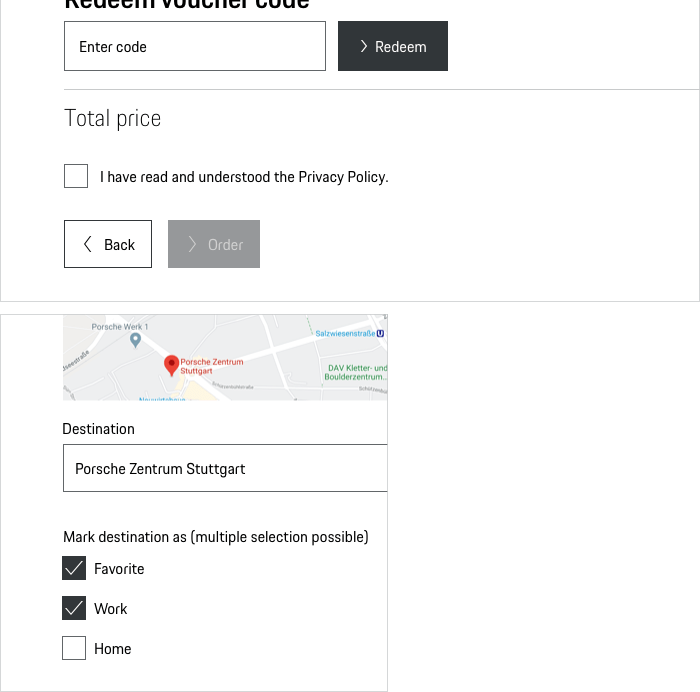 Redeem voucher code
Enter code
Redeem
Total price
I have read and understood the Privacy Policy.
Back
Order
Porsche Werk 1
Salzwiesenstraße U
Porsche Zentrum
Stuttgart
DAV Kletter- und
Boulderzentrum...
Destination
Porsche Zentrum Stuttgart
Mark destination as (multiple selection possible)
Favorite
Work
Home